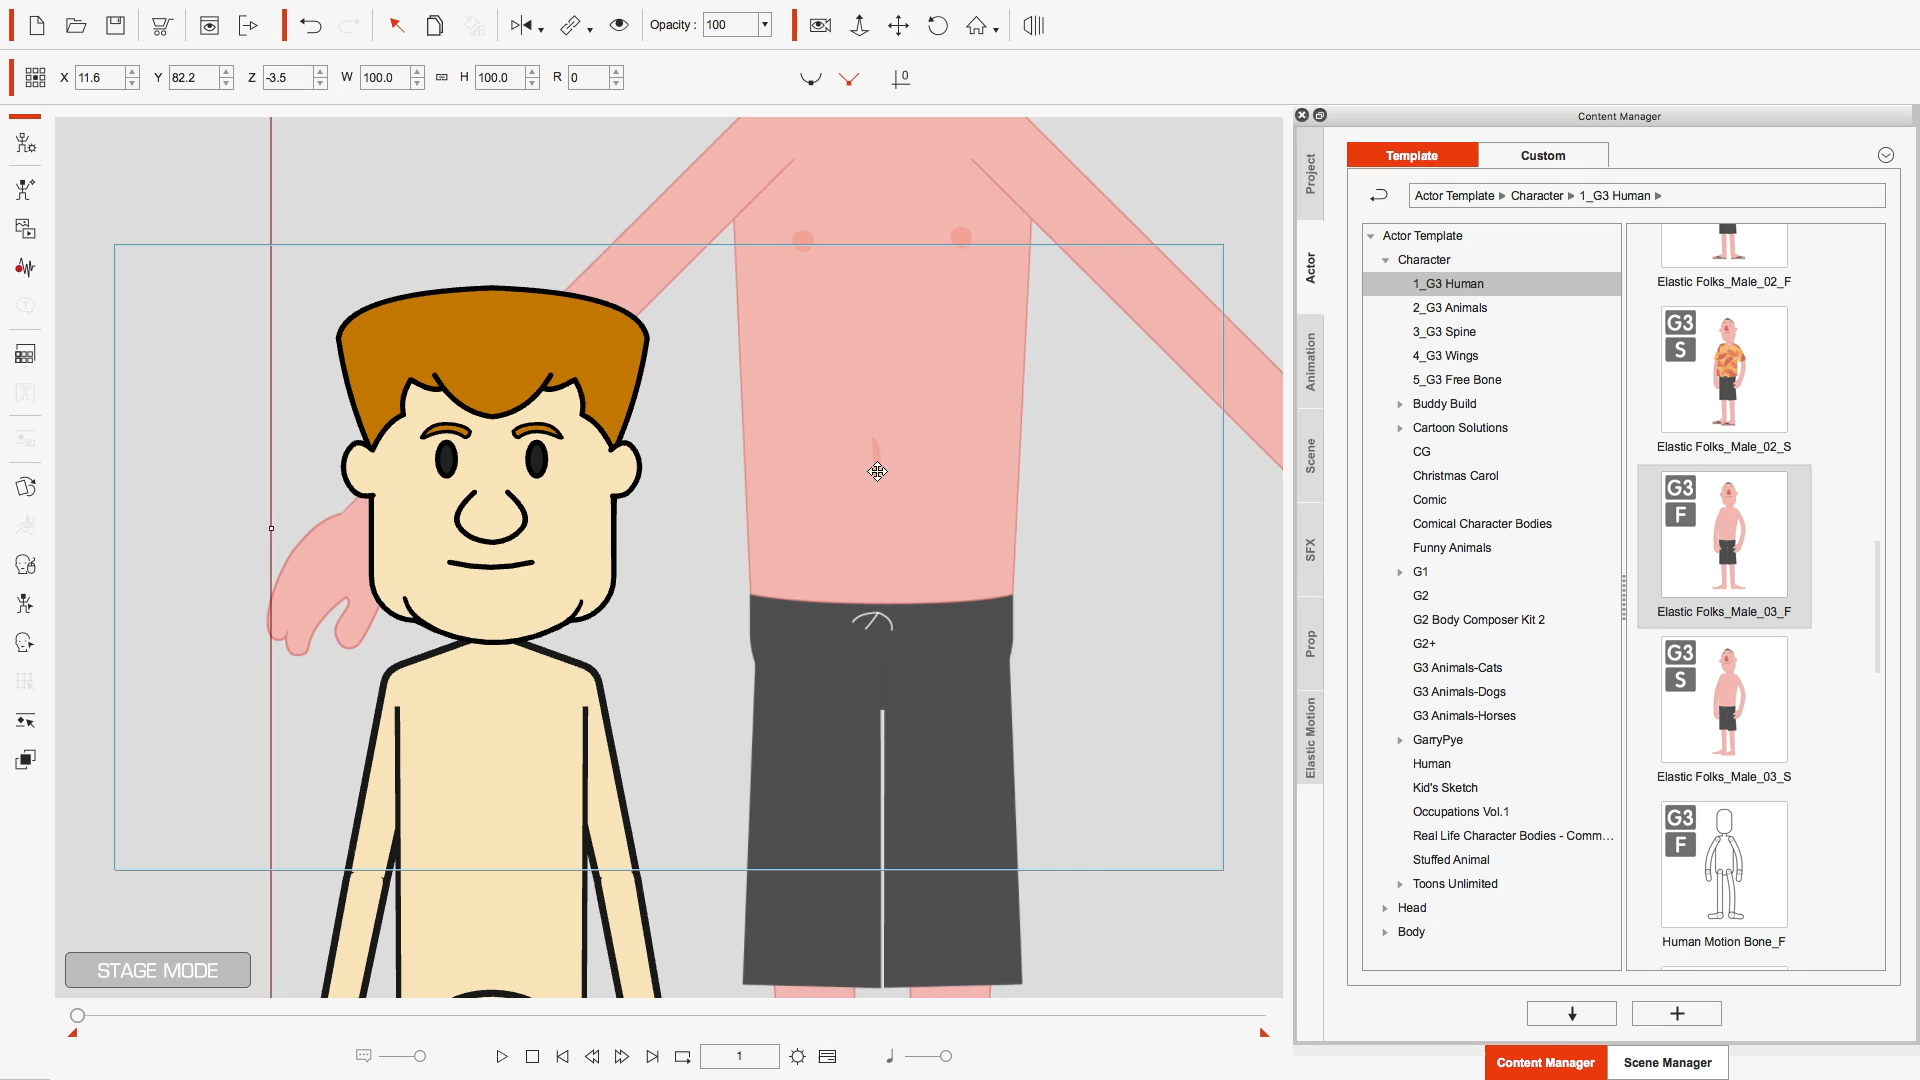 Opacity : 100
X 11.6 Y 82.2 Z -3.5 W 100.0 H 100.0 R 0
0
Content Manager
Template Custom
Actor Template Character 1_G3 Human
Project
Actor
Animation
Scene
SFX
Prop
Elastic Motion
Actor Template
Character
1_G3 Human
2_G3 Animals
3_G3 Spine
4_G3 Wings
5_G3 Free Bone
Buddy Build
Cartoon Solutions
CG
Christmas Carol
Comic
Comical Character Bodies
Funny Animals
G1
G2
G2 Body Composer Kit 2
G2+
G3 Animals-Cats
G3 Animals-Dogs
G3 Animals-Horses
GarryPye
Human
Kid's Sketch
Occupations Vol.1
Real Life Character Bodies - Comm...
Stuffed Animal
Toons Unlimited
Head
Body
Elastic Folks_Male_02_F
G3
S
Elastic Folks_Male_02_S
G3
F
Elastic Folks_Male_03_F
G3
S
Elastic Folks_Male_03_S
G3
F
Human Motion Bone_F
STAGE MODE
1
Content Manager Scene Manager